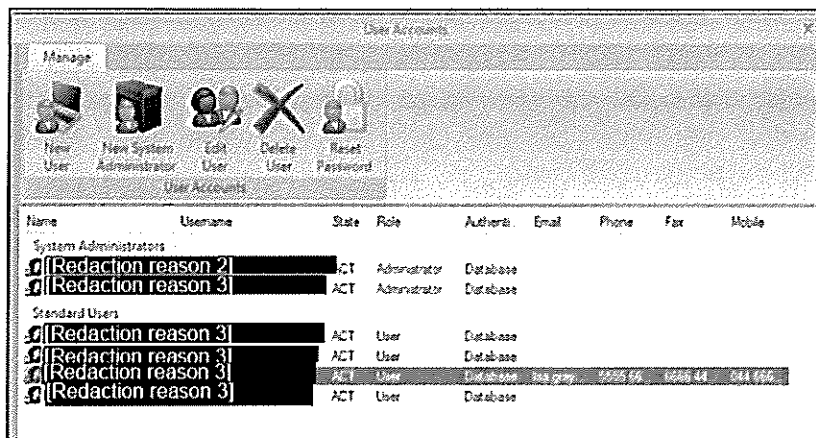 User Accounts
Manage
New User
New System Administrator
Edit User
Delete User
Reset Password
User Accounts
Name Username State Role Authenti... Email Phone Fax Mobile
System Administrators
[Redaction reason 2] ACT Administrator Database
[Redaction reason 3] ACT Administrator Database
Standard Users
[Redaction reason 3] ACT User Database
[Redaction reason 3] ACT User Database
[Redaction reason 3] ACT User Database
[Redaction reason 3] ACT User Database